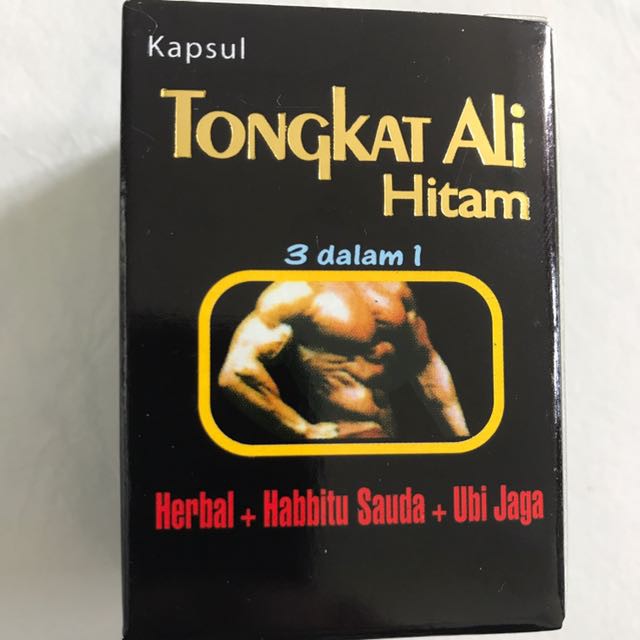 Kapsul
TONGKAT ALi
Hitam
3 dalam 1
Herbal + Habbitu Sauda + Ubi Jaga